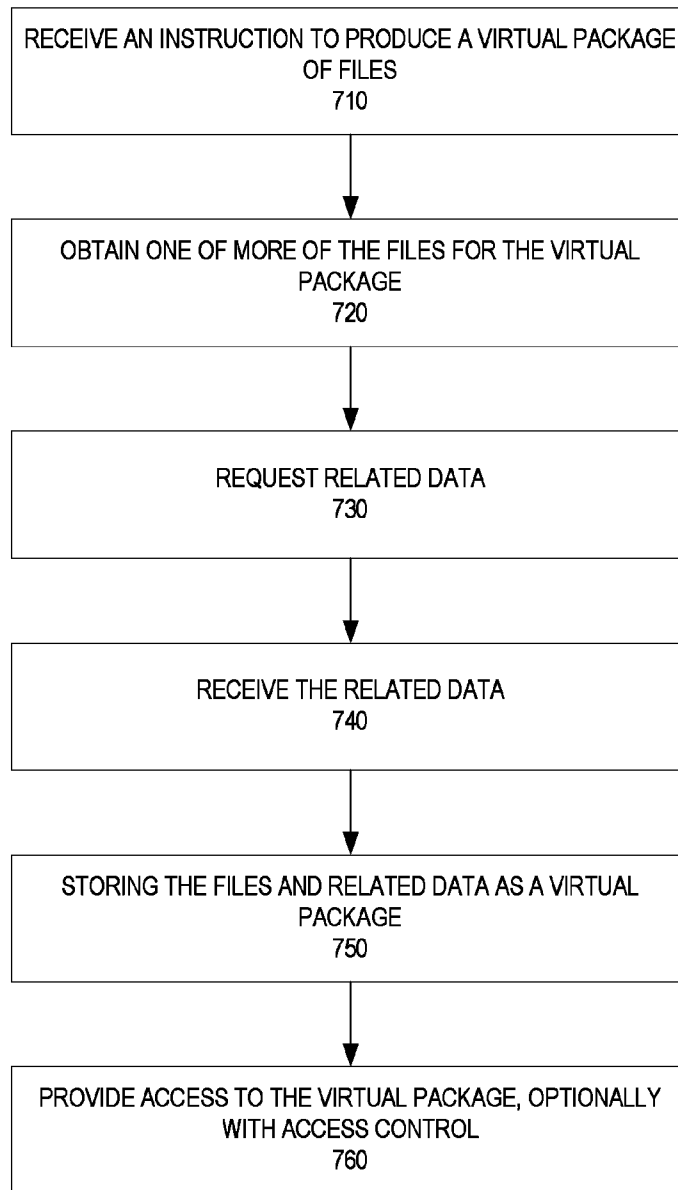 RECEIVE AN INSTRUCTION TO PRODUCE A VIRTUAL PACKAGE
OF FILES
710
OBTAIN ONE OF MORE OF THE FILES FOR THE VIRTUAL
PACKAGE
720
REQUEST RELATED DATA
730
RECEIVE THE RELATED DATA
740
STORING THE FILES AND RELATED DATA AS A VIRTUAL
PACKAGE
750
PROVIDE ACCESS TO THE VIRTUAL PACKAGE, OPTIONALLY
WITH ACCESS CONTROL
760